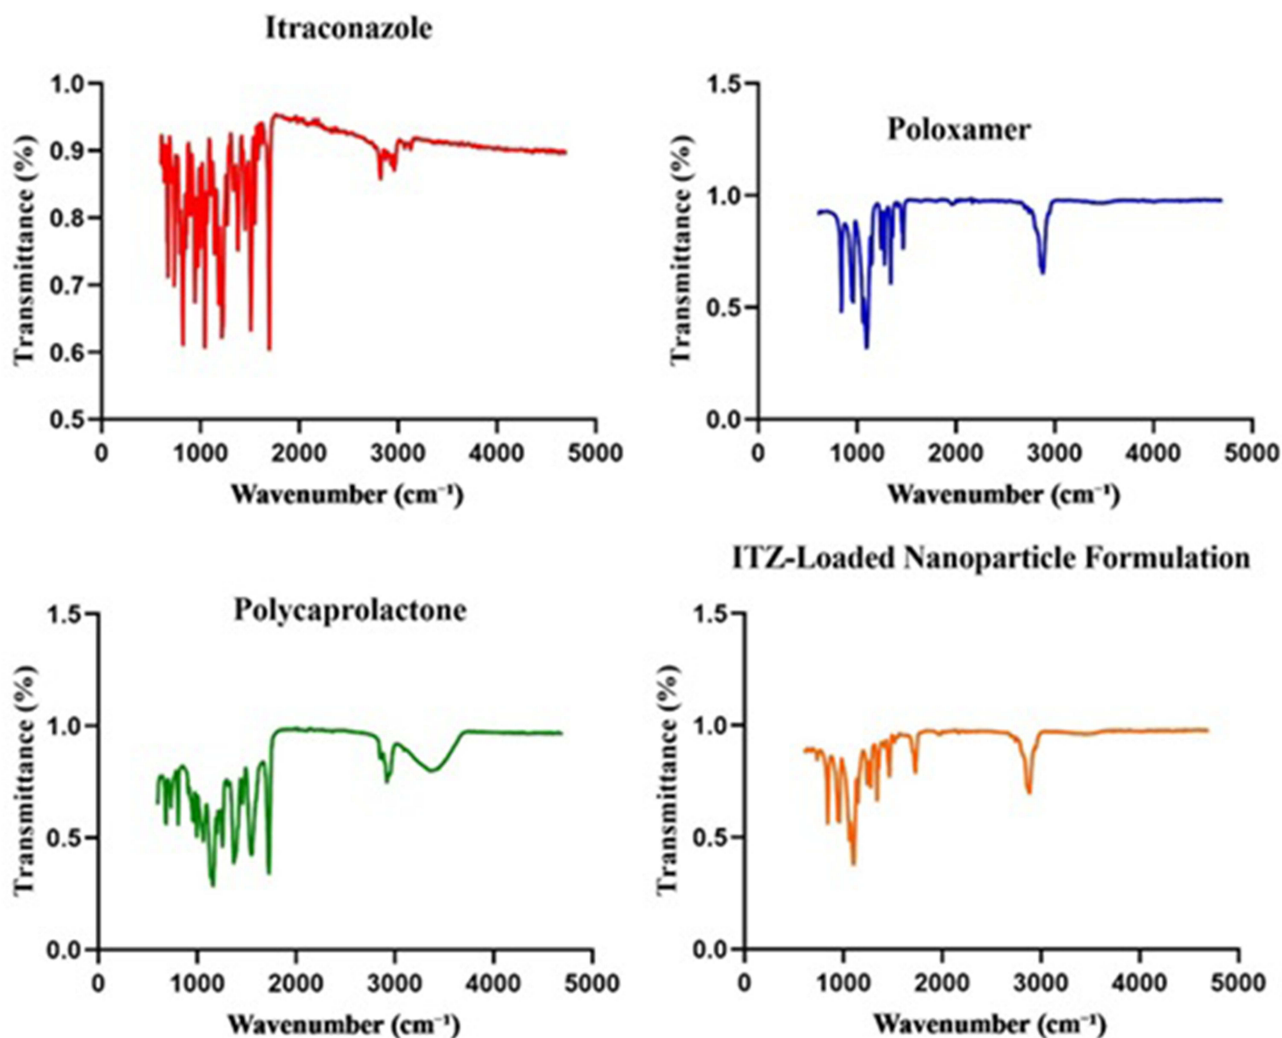 Itraconazole
1.0
0.9
0.8
0.7
0.6
0.5
Transmittance (%)
0 1000 2000 3000 4000 5000
Wavenumber (cm⁻¹)
Poloxamer
1.5
1.0
0.5
0.0
Transmittance (%)
0 1000 2000 3000 4000 5000
Wavenumber (cm⁻¹)
Polycaprolactone
1.5
1.0
0.5
0.0
Transmittance (%)
0 1000 2000 3000 4000 5000
Wavenumber (cm⁻¹)
ITZ-Loaded Nanoparticle Formulation
1.5
1.0
0.5
0.0
Transmittance (%)
0 1000 2000 3000 4000 5000
Wavenumber (cm⁻¹)